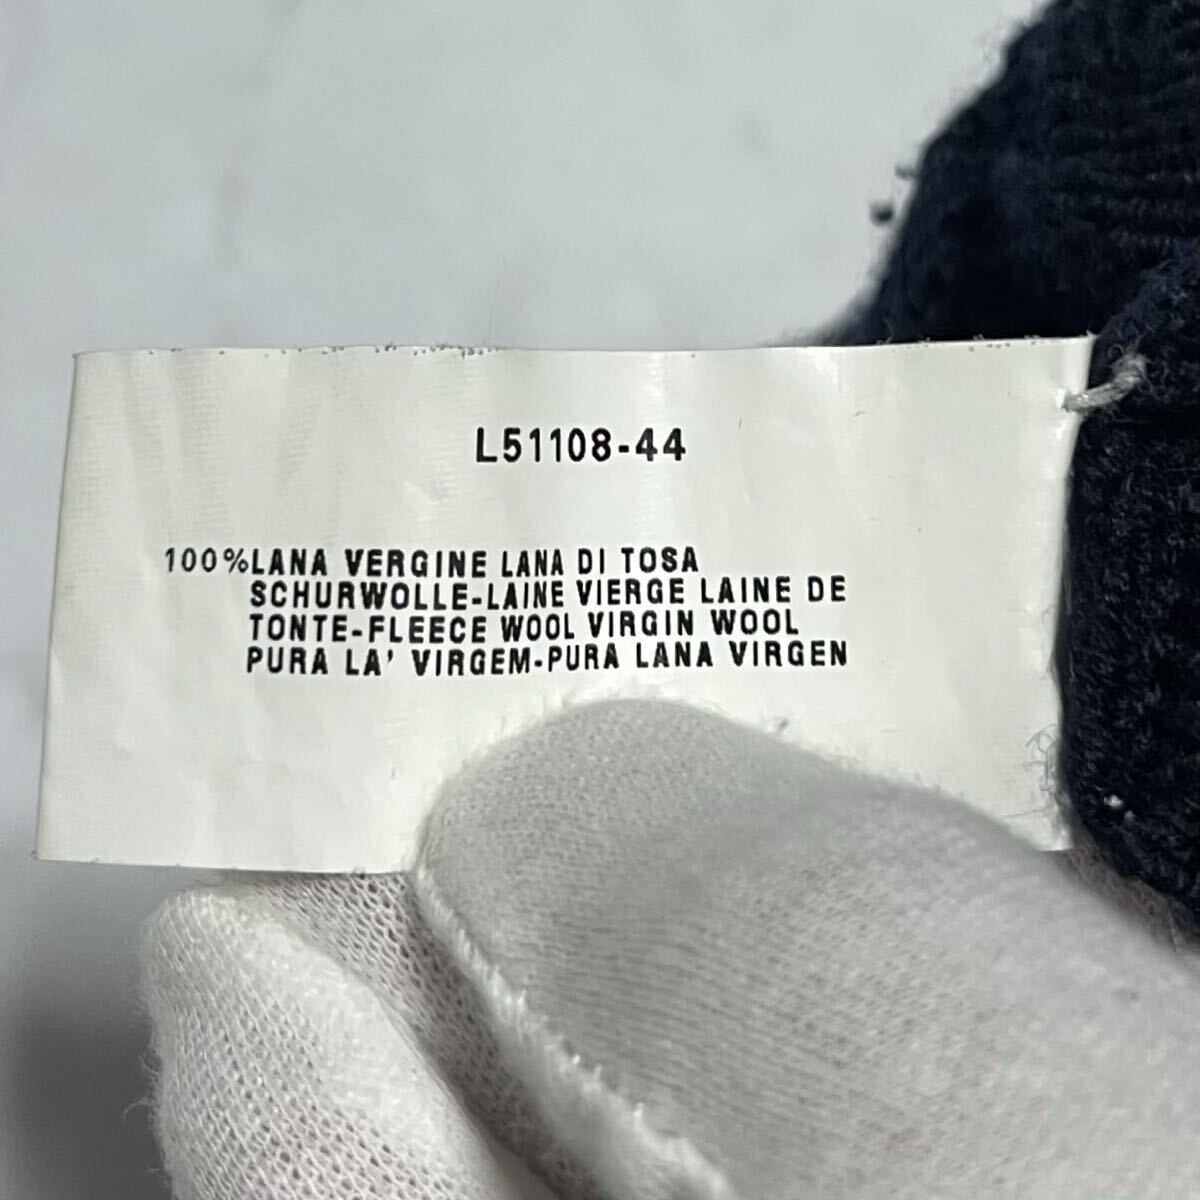 L51108-44
100%LANA VERGINE LANA DI TOSA
SCHURWOLLE-LAINE VIERGE LAINE DE
TONTE-FLEECE WOOL VIRGIN WOOL
PURA LA' VIRGEM-PURA LANA VIRGEN